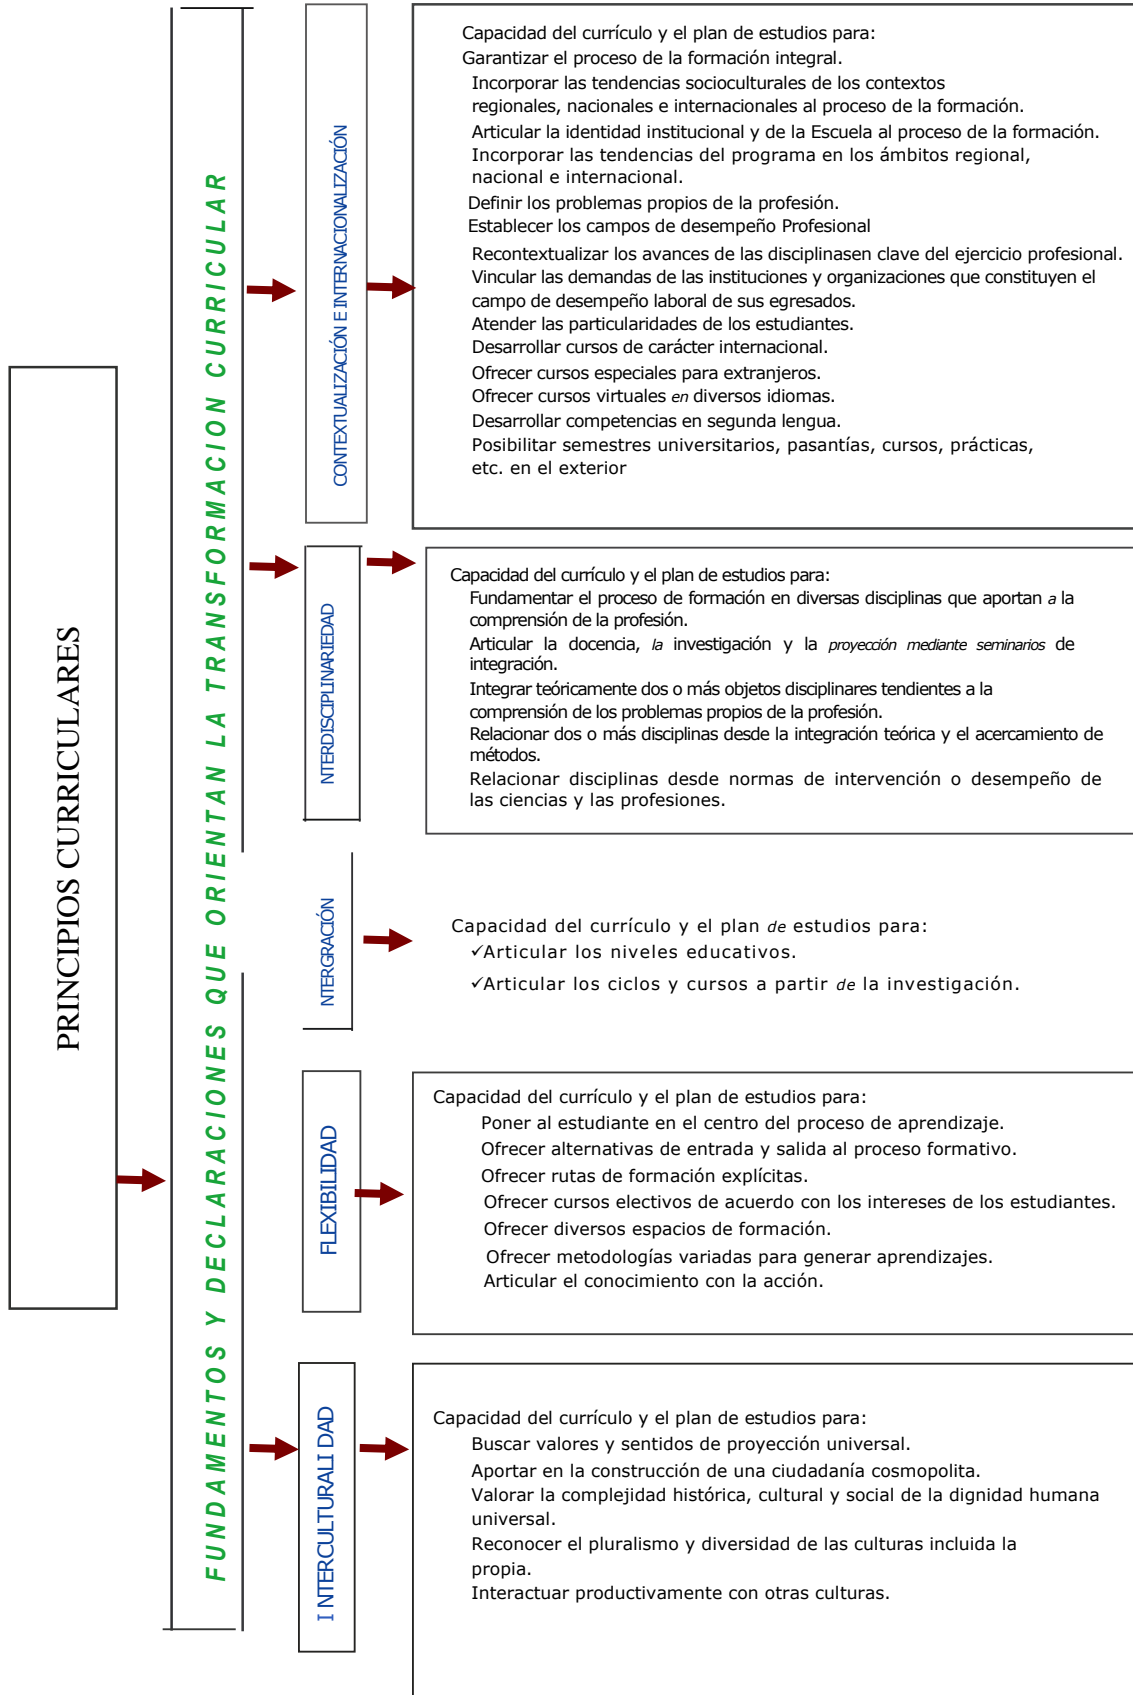 PRINCIPIOS CURRICULARES
FUNDAMENTOS Y DECLARACIONES QUE ORIENTAN LA TRANSFORMACION CURRICULAR
CONTEXTUALIZACIÓN E INTERNACIONALIZACIÓN
Capacidad del currículo y el plan de estudios para:
Garantizar el proceso de la formación integral.
Incorporar las tendencias socioculturales de los contextos
regionales, nacionales e internacionales al proceso de la formación.
Articular la identidad institucional y de la Escuela al proceso de la formación.
Incorporar las tendencias del programa en los ámbitos regional,
nacional e internacional.
Definir los problemas propios de la profesión.
Establecer los campos de desempeño Profesional
Recontextualizar los avances de las disciplinasen clave del ejercicio profesional.
Vincular las demandas de las instituciones y organizaciones que constituyen el
campo de desempeño laboral de sus egresados.
Atender las particularidades de los estudiantes.
Desarrollar cursos de carácter internacional.
Ofrecer cursos especiales para extranjeros.
Ofrecer cursos virtuales en diversos idiomas.
Desarrollar competencias en segunda lengua.
Posibilitar semestres universitarios, pasantías, cursos, prácticas,
etc. en el exterior
NTERDISCIPLINARIEDAD
Capacidad del currículo y el plan de estudios para:
Fundamentar el proceso de formación en diversas disciplinas que aportan a la
comprensión de la profesión.
Articular la docencia, la investigación y la proyección mediante seminarios de
integración.
Integrar teóricamente dos o más objetos disciplinares tendientes a la
comprensión de los problemas propios de la profesión.
Relacionar dos o más disciplinas desde la integración teórica y el acercamiento de
métodos.
Relacionar disciplinas desde normas de intervención o desempeño de
las ciencias y las profesiones.
NTERGRACIÓN
Capacidad del currículo y el plan de estudios para:
✓Articular los niveles educativos.
✓Articular los ciclos y cursos a partir de la investigación.
FLEXIBILIDAD
Capacidad del currículo y el plan de estudios para:
Poner al estudiante en el centro del proceso de aprendizaje.
Ofrecer alternativas de entrada y salida al proceso formativo.
Ofrecer rutas de formación explícitas.
Ofrecer cursos electivos de acuerdo con los intereses de los estudiantes.
Ofrecer diversos espacios de formación.
Ofrecer metodologías variadas para generar aprendizajes.
Articular el conocimiento con la acción.
I NTERCULTURALI DAD
Capacidad del currículo y el plan de estudios para:
Buscar valores y sentidos de proyección universal.
Aportar en la construcción de una ciudadanía cosmopolita.
Valorar la complejidad histórica, cultural y social de la dignidad humana
universal.
Reconocer el pluralismo y diversidad de las culturas incluida la
propia.
Interactuar productivamente con otras culturas.